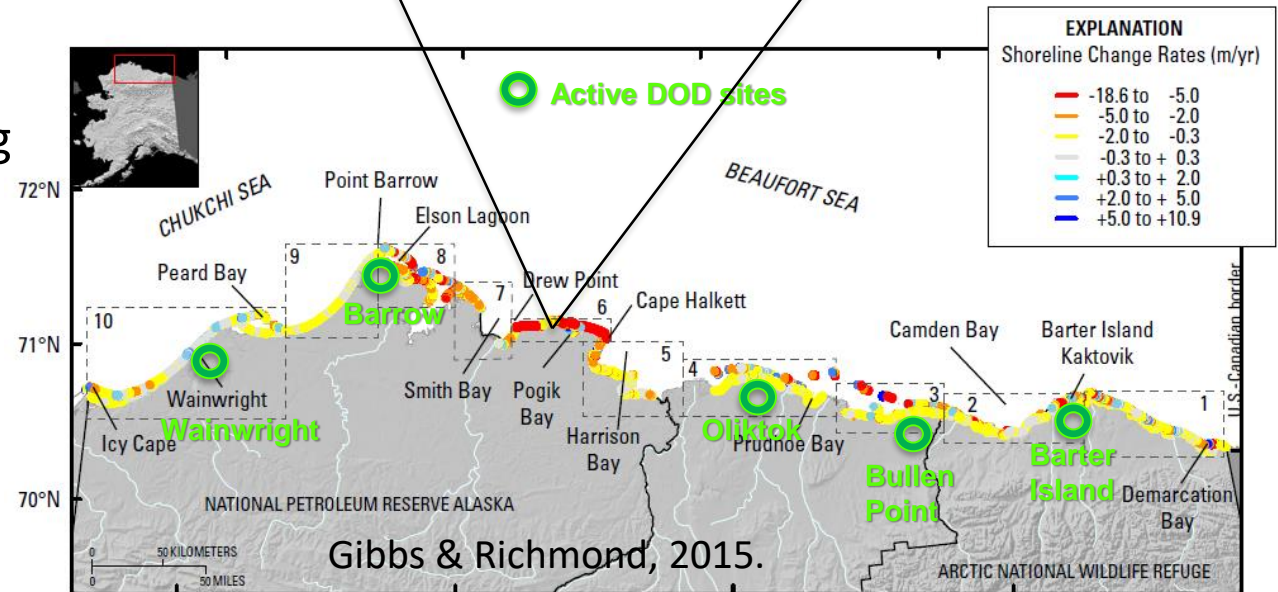 g
EXPLANATION
Shoreline Change Rates (m/yr)
-18.6 to -5.0
-5.0 to -2.0
-2.0 to -0.3
-0.3 to + 0.3
+0.3 to + 2.0
+2.0 to + 5.0
+5.0 to +10.9
Active DOD sites
72°N
71°N
70°N
CHUKCHI SEA
BEAUFORT SEA
Point Barrow
Elson Lagoon
Peard Bay
9
8
7
Drew Point
6
Cape Halkett
10
Barrow
5
4
Camden Bay
Barter Island
Kaktovik
U.S.-Canadian border
Wainwright
Smith Bay
Pogik
Bay
3
2
1
Icy Cape
Wainwright
Harrison
Bay
Oliktok
Prudhoe Bay
Bullen
Point
Barter
Island
Demarcation
Bay
NATIONAL PETROLEUM RESERVE ALASKA
0 50 KILOMETERS
0 50 MILES
Gibbs & Richmond, 2015.
ARCTIC NATIONAL WILDLIFE REFUGE